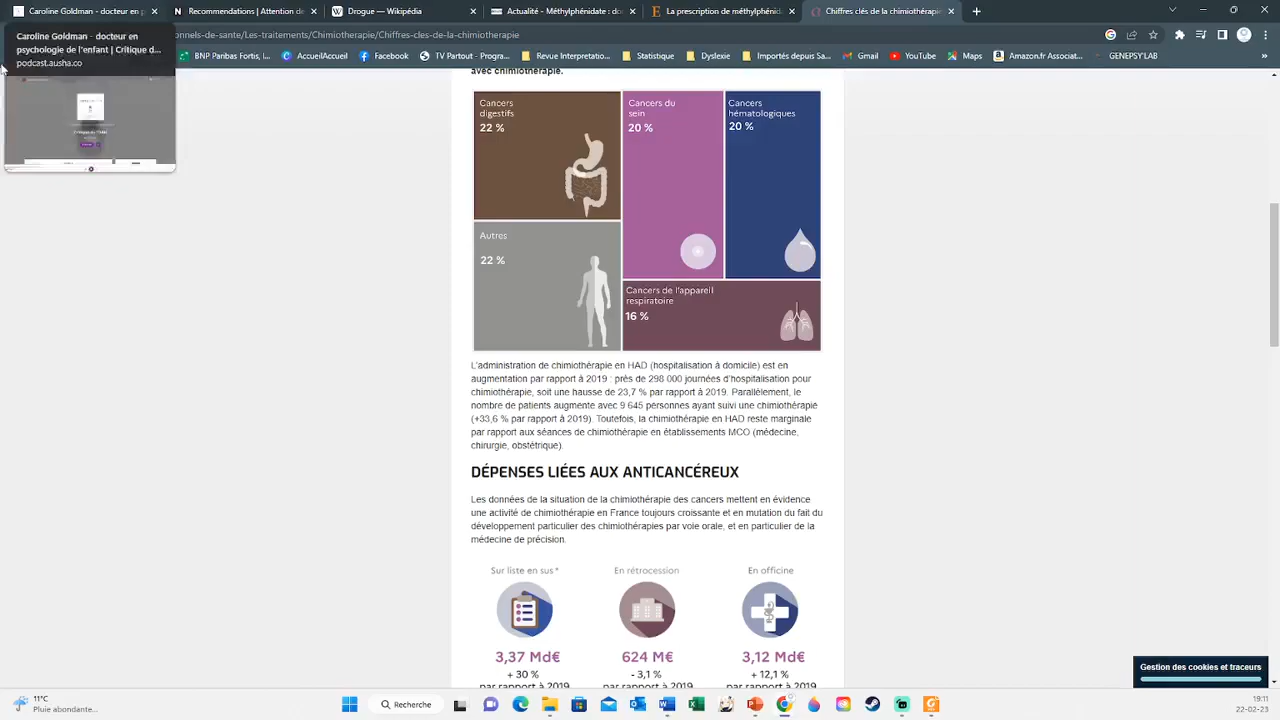 Caroline Goldman - do
Recommendations | Attention de
Drogue — Wikipédia
Actualité - Méthylphénidate : do
La prescription de méthylphénid
Chiffres clés de la chimiothérapi
onnels-de-sante/Les-traitements/Chimiotherapie/Chiffres-cles-de-la-chimiotherapie
Caroline Goldman - docteur en
psychologie de l'enfant | Critique d...
podcast.ausha.co
BNP Paribas Fortis, l...
AccueilAccueil
Facebook
TV Partout - Progra...
Revue Interpretatio...
Statistique
Dyslexie
Importés depuis Sa...
Gmail
YouTube
Maps
Amazon.fr Associat...
GENEPSY'LAB
avec chimiothérapie.
Cancers
digestifs
22 %
Cancers du
sein
20 %
Cancers
hématologiques
20 %
Autres
22 %
Cancers de l'appareil
respiratoire
16 %
L'administration de chimiothérapie en HAD (hospitalisation à domicile) est en
augmentation par rapport à 2019 : près de 298 000 journées d'hospitalisation pour
chimiothérapie, soit une hausse de 23,7 % par rapport à 2019. Parallèlement, le
nombre de patients augmente avec 9 645 personnes ayant suivi une chimiothérapie
(+33,6 % par rapport à 2019). Toutefois, la chimiothérapie en HAD reste marginale
par rapport aux séances de chimiothérapie en établissements MCO (médecine,
chirurgie, obstétrique).
DÉPENSES LIÉES AUX ANTICANCÉREUX
Les données de la situation de la chimiothérapie des cancers mettent en évidence
une activité de chimiothérapie en France toujours croissante et en mutation du fait du
développement particulier des chimiothérapies par voie orale, et en particulier de la
médecine de précision.
Sur liste en sus*
En rétrocession
En officine
3,37 Md€
624 M€
3,12 Md€
+ 30 %
- 3,1 %
+ 12,1 %
par rapport à 2019
par rapport à 2019
par rapport à 2019
Gestion des cookies et traceurs
11°C
Pluie abondante...
Recherche
19:11
22-02-23